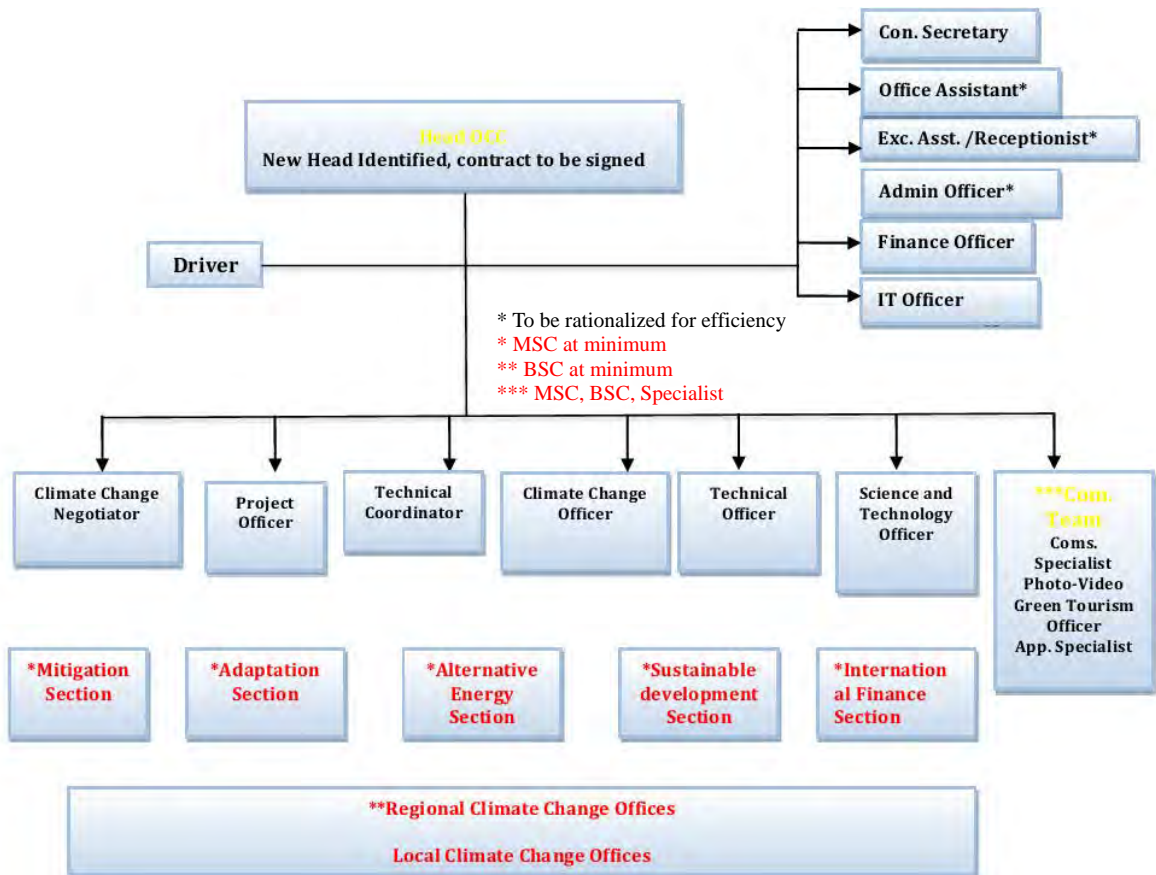 Con. Secretary
Office Assistant*
Head OCC
New Head Identified, contract to be signed
Exc. Asst. /Receptionist*
Admin Officer*
Driver
Finance Officer
IT Officer
* To be rationalized for efficiency
* MSC at minimum
** BSC at minimum
*** MSC, BSC, Specialist
Climate Change
Negotiator
Project
Officer
Technical
Coordinator
Climate Change
Officer
Technical
Officer
Science and
Technology
Officer
***Com.
Team
Coms.
Specialist
Photo-Video
Green Tourism
Officer
App. Specialist
*Mitigation
Section
*Adaptation
Section
*Alternative
Energy
Section
*Sustainable
development
Section
*Internation
al Finance
Section
**Regional Climate Change Offices
Local Climate Change Offices